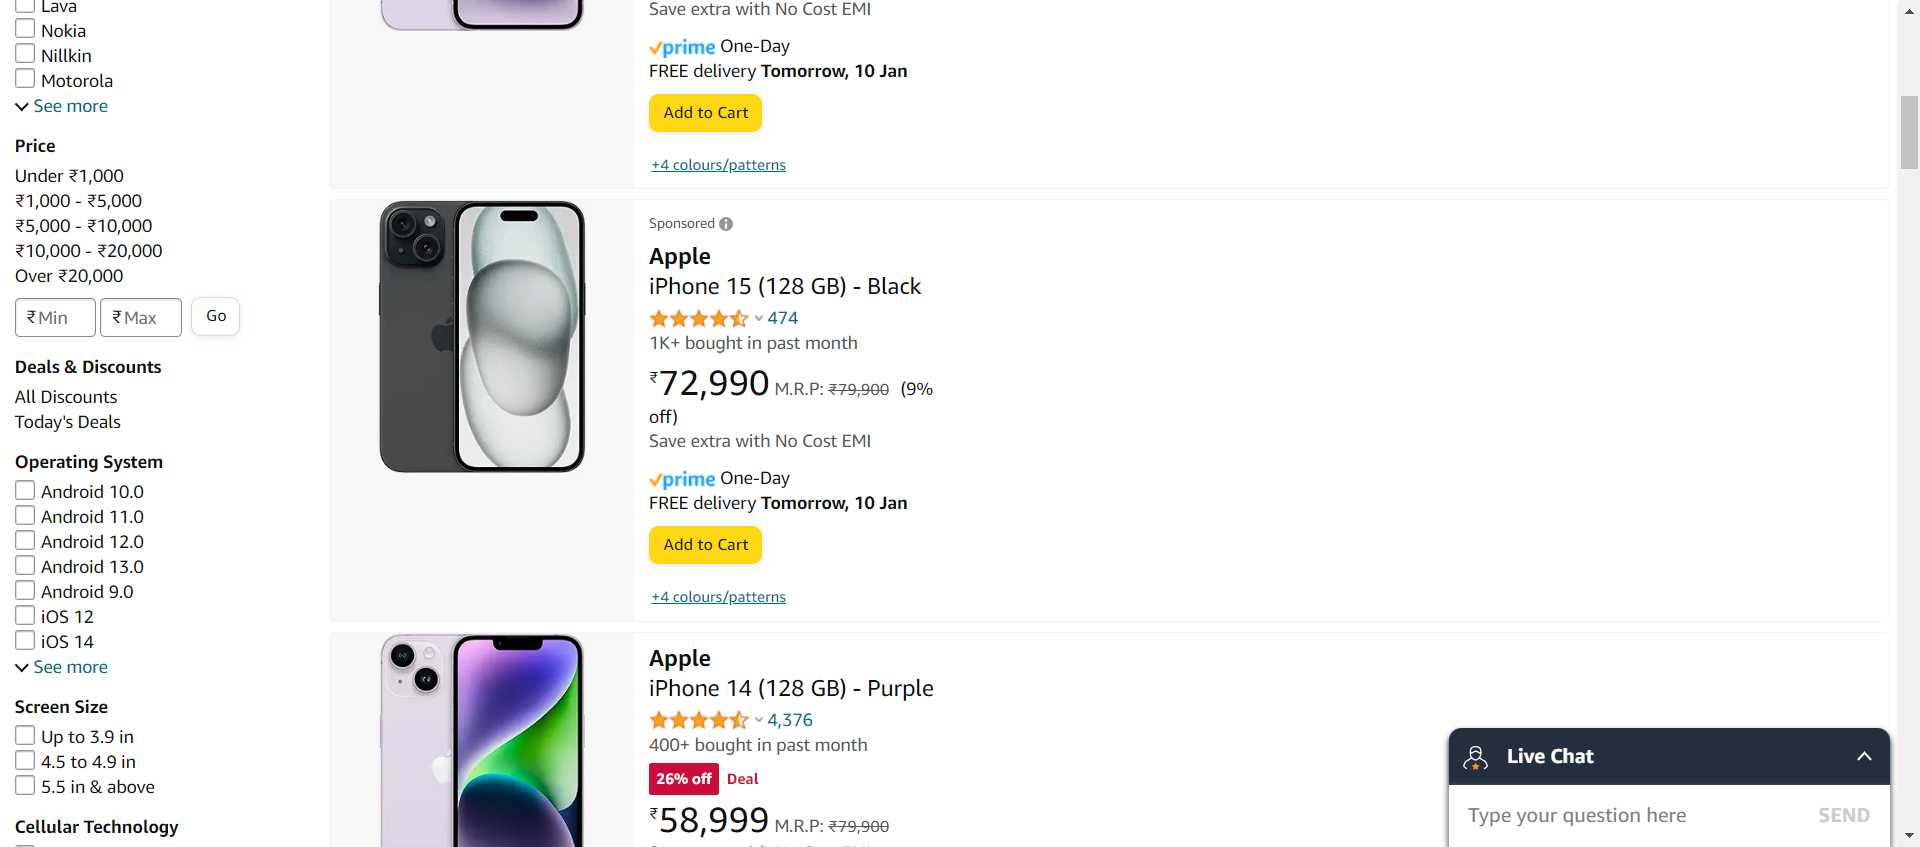 Lava
Nokia
Nillkin
Motorola
See more
Price
Under ₹1,000
₹1,000 - ₹5,000
₹5,000 - ₹10,000
₹10,000 - ₹20,000
Over ₹20,000
₹ Min ₹ Max Go
Deals & Discounts
All Discounts
Today's Deals
Operating System
Android 10.0
Android 11.0
Android 12.0
Android 13.0
Android 9.0
iOS 12
iOS 14
See more
Screen Size
Up to 3.9 in
4.5 to 4.9 in
5.5 in & above
Cellular Technology
Save extra with No Cost EMI
prime One-Day
FREE delivery Tomorrow, 10 Jan
Add to Cart
+4 colours/patterns
Sponsored
Apple
iPhone 15 (128 GB) - Black
474
1K+ bought in past month
₹72,990 M.R.P: ₹79,900 (9%
off)
Save extra with No Cost EMI
prime One-Day
FREE delivery Tomorrow, 10 Jan
Add to Cart
+4 colours/patterns
Apple
iPhone 14 (128 GB) - Purple
4,376
400+ bought in past month
26% off Deal
₹58,999 M.R.P: ₹79,900
Live Chat
Type your question here SEND